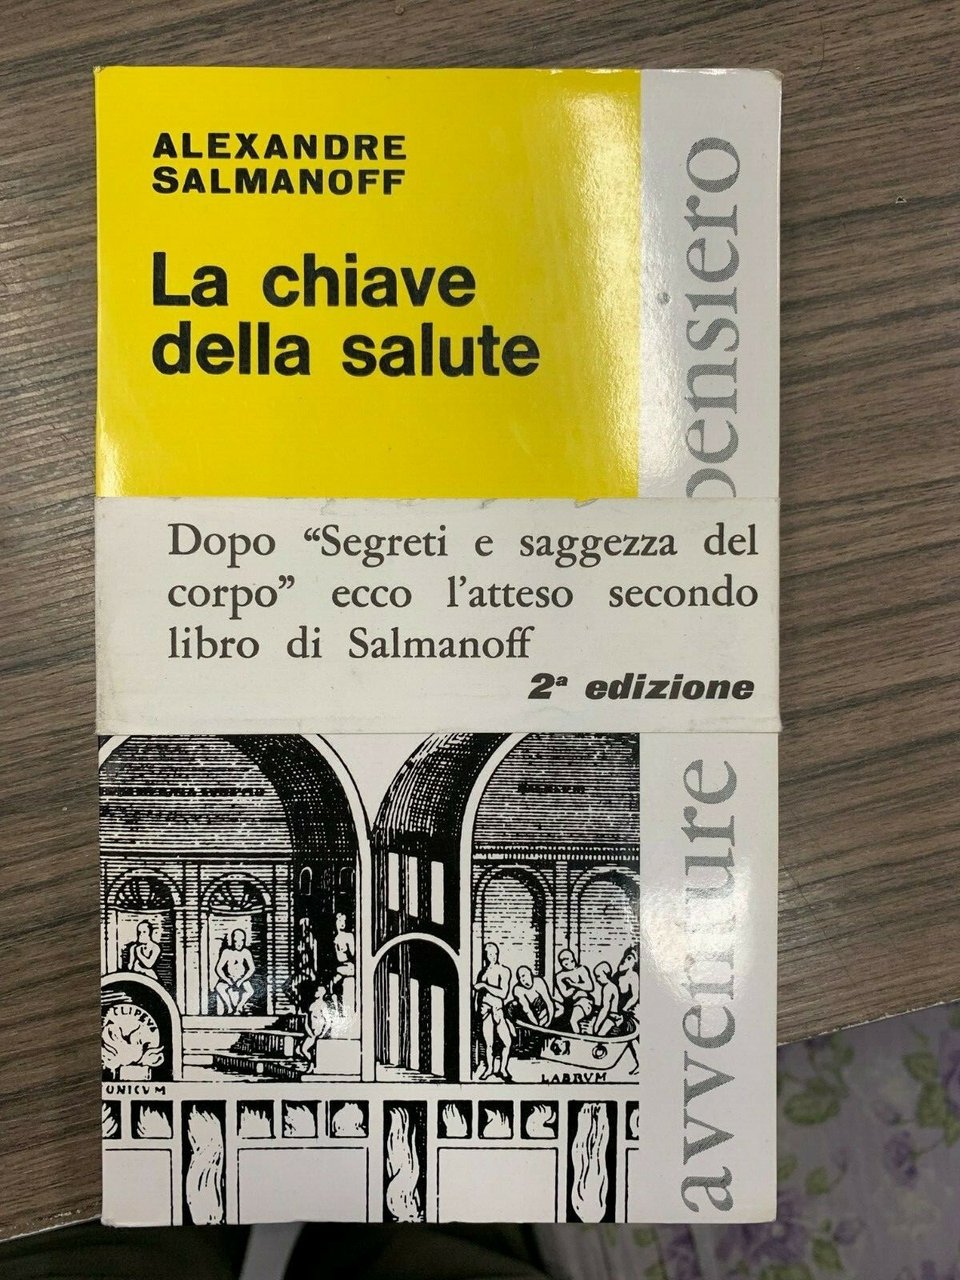 ALEXANDRE
SALMANOFF
La chiave
della salute
Dopo “Segreti e saggezza del
corpo” ecco l’atteso secondo
libro di Salmanoff
2ª edizione
avventure
pensiero
CLIPEV
UNICVM
LABRVM